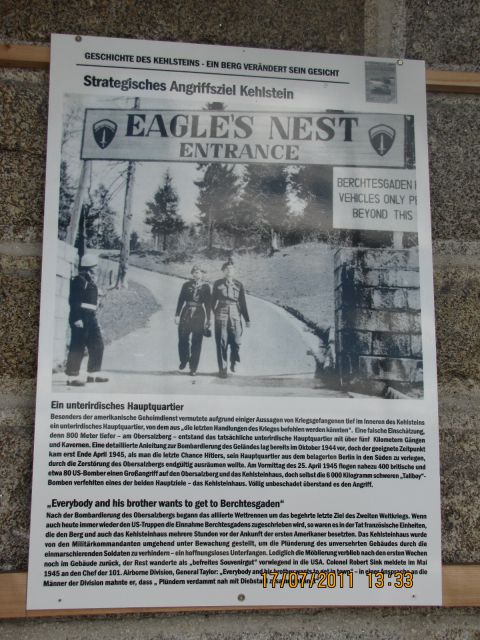 GESCHICHTE DES KEHLSTEINS - EIN BERG VERÄNDERT SEIN GESICHT
Strategisches Angriffsziel Kehlstein
EAGLE'S NEST
ENTRANCE
BERCHTESGADEN
VEHICLES ONLY
BEYOND THIS
Ein unterirdisches Hauptquartier
Besonders der amerikanische Geheimdienst vermutete aufgrund einiger Aussagen von Kriegsgefangenen tief im Inneren des Kehlsteins
ein unterirdisches Hauptquartier, von dem aus „die letzten Handlungen des Krieges befohlen werden könnten". Eine falsche Einschätzung,
denn 800 Meter tiefer – am Obersalzberg - entstand das tatsächliche unterirdische Hauptquartier mit über fünf Kilometern Gängen
und Kavernen. Eine detaillierte Anleitung zur Bombardierung des Geländes lag bereits im Oktober 1944 vor, doch der geeignete Zeitpunkt
kam erst Ende April 1945, als man die letzte Chance Hitlers, sein Hauptquartier aus dem belagerten Berlin in den Süden zu verlegen,
durch die Zerstörung des Obersalzbergs endgültig ausräumen wollte. Am Vormittag des 25. April 1945 flogen nahezu 400 britische und
etwa 80 US-Bomber einen Großangriff auf den Obersalzberg und das Kehlsteinhaus, doch selbst die 6 000 Kilogramm schweren „Tallboy"-
Bomben verfehlten eines der beiden Hauptziele – das Kehlsteinhaus. Völlig unbeschadet überstand es den Angriff.
„Everybody and his brother wants to get to Berchtesgaden"
Nach der Bombardierung des Obersalzbergs begann das alliierte Wettrennen um das begehrte letzte Ziel des Zweiten Weltkriegs. Wenn
auch heute immer wieder den US-Truppen die Einnahme Berchtesgadens zugeschrieben wird, so waren es in der Tat französische Einheiten,
die den Berg und auch das Kehlsteinhaus mehrere Stunden vor der Ankunft der ersten Amerikaner besetzten. Das Kehlsteinhaus wurde
von den Militärkommandanten umgehend unter Bewachung gestellt, um die Plünderung des unversehrten Gebäudes durch die
einmarschierenden Soldaten zu verhindern – ein hoffnungsloses Unterfangen. Lediglich die Möblierung verblieb nach den ersten Wochen
noch im Gebäude zurück, der Rest wanderte als „befreites Souvenirgut" vorwiegend in die USA. Colonel Robert Sink meldete im Mai
1945 an den Chef der 101. Airborne Division, General Taylor: „Everybody and his brother wants to get in town" – in einer Ansprache an die
Männer der Division mahnte er, dass „ Plündern verdammt nah mit Diebstahl
17/07/2011 13:33